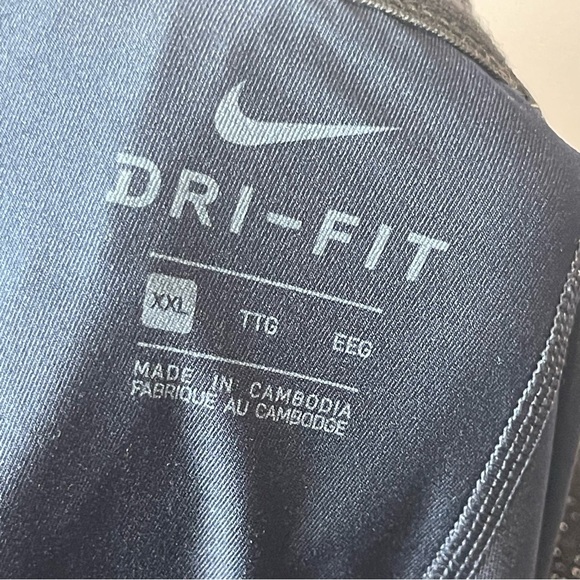 DRI-FIT
XXL TTG EEG
MADE IN CAMBODIA
FABRIQUE AU CAMBODGE